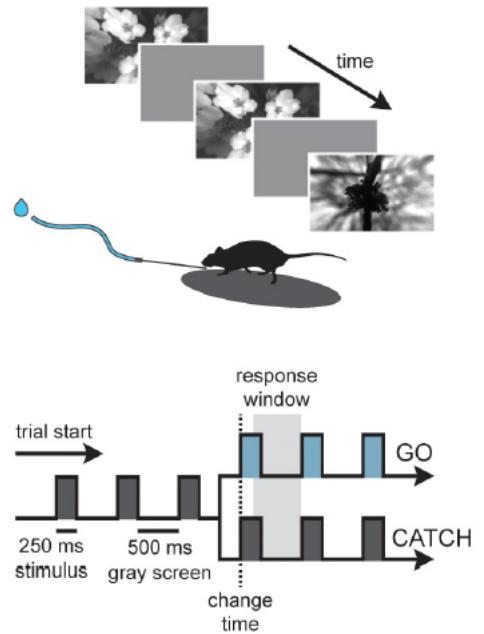 time
response
window
trial start
GO
250 ms
stimulus
500 ms
gray screen
CATCH
change
time